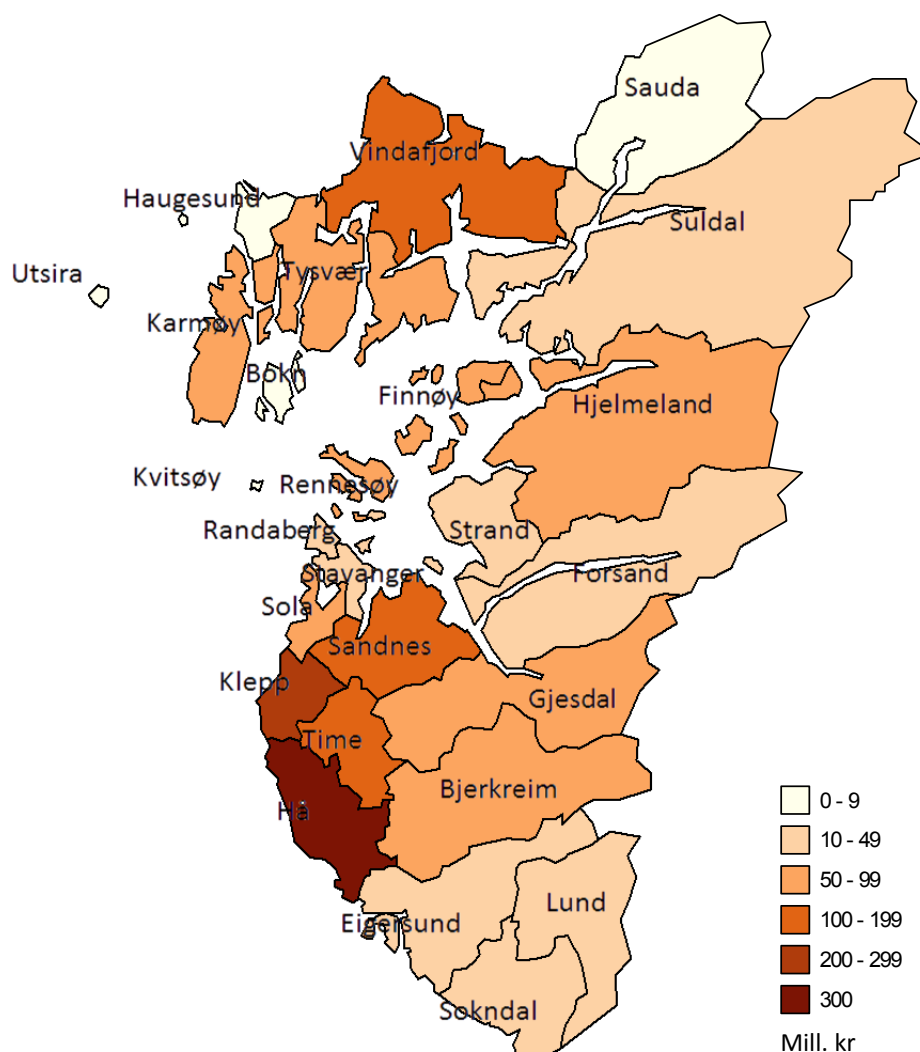 Sauda
Vindafjord
Haugesund
Suldal
Utsira
Tysvær
Karmøy
Bokn
Finnøy
Hjelmeland
Kvitsøy
Rennesøy
Randaberg
Strand
Stavanger
Forsand
Sola
Sandnes
Klepp
Gjesdal
Time
Bjerkreim
Hå
Lund
Eigersund
Sokndal
0 - 9
10 - 49
50 - 99
100 - 199
200 - 299
300
Mill. kr